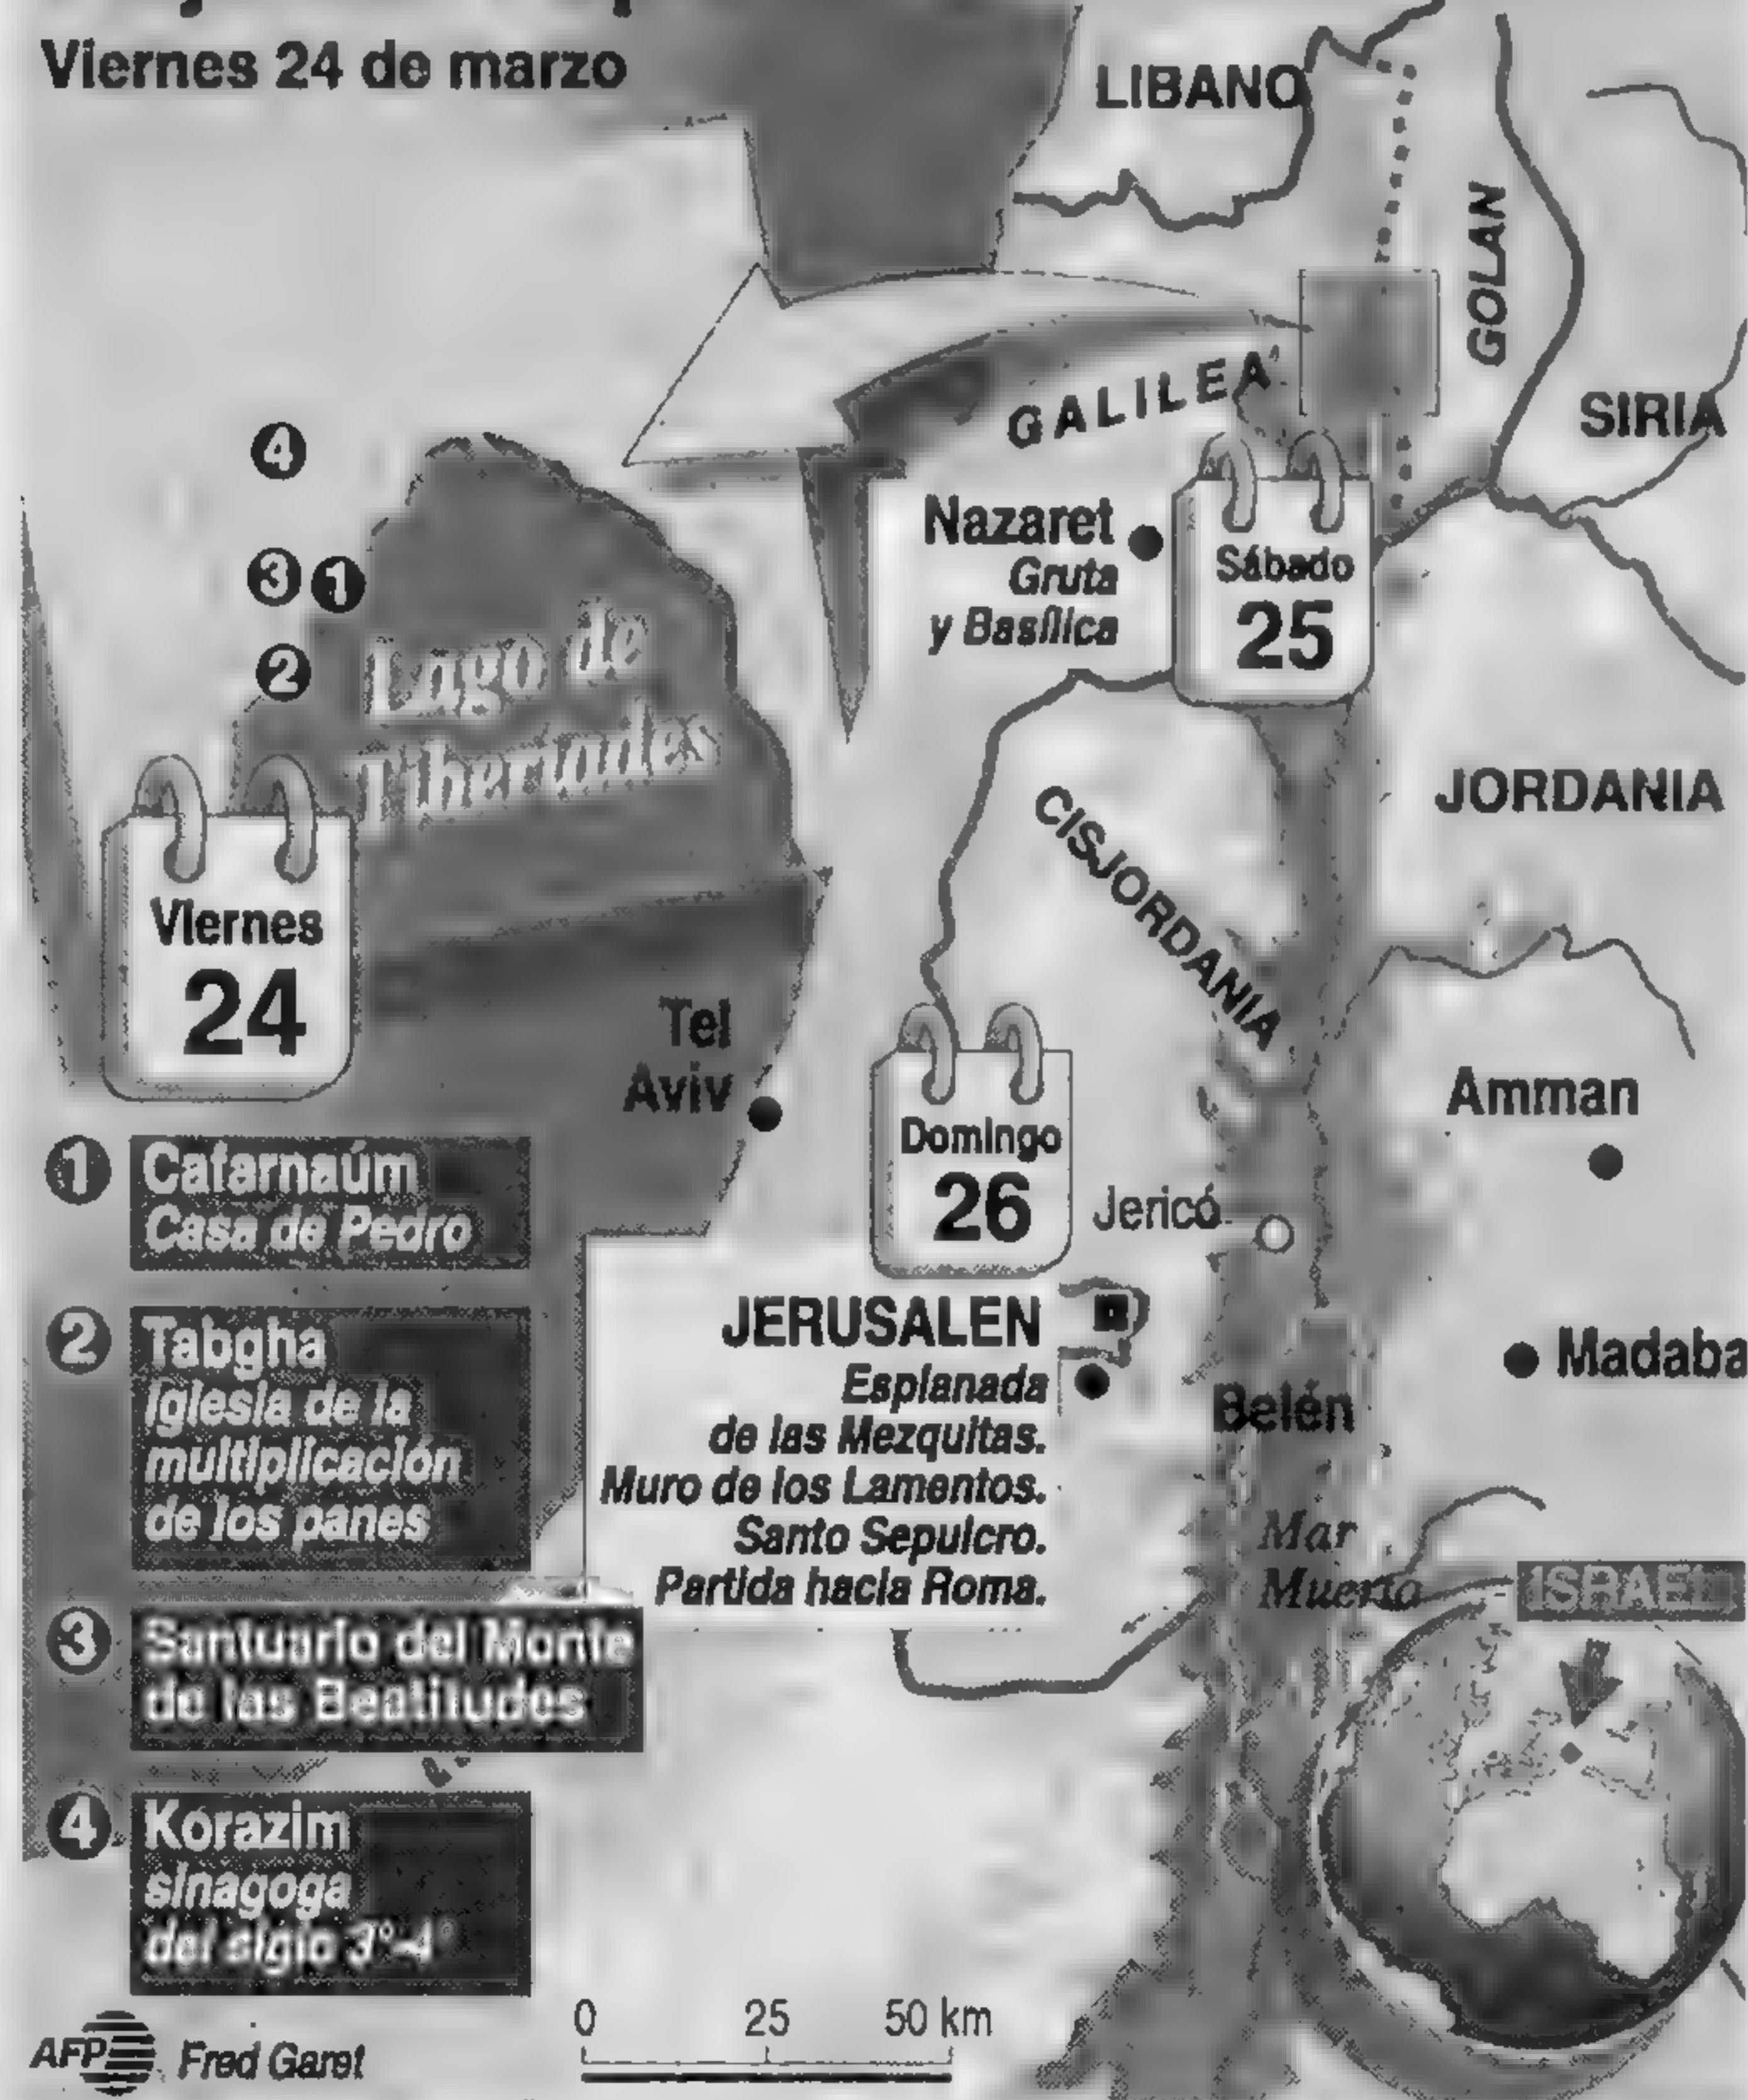 Viernes 24 de marzo
LIBANO
GOLAN
SIRIA
GALILEA
Nazaret
Gruta
y Basílica
Sábado
25
4
3 1
2
Lago de
Tiberiades
Viernes
24
JORDANIA
CISJORDANIA
Tel
Aviv
Domingo
26
Jericó
Amman
Madaba
JERUSALEN
Esplanada
de las Mezquitas.
Muro de los Lamentos.
Santo Sepulcro.
Partida hacia Roma.
Belén
Mar
Muerto
ISRAEL
1 Cafarnaúm
Casa de Pedro
2 Tabgha
Iglesia de la
multiplicación
de los panes
3 Santuario del Monte
de las Beatitudes
4 Korazim
sinagoga
del siglo 3°-4°
0 25 50 km
AFP Fred Garet